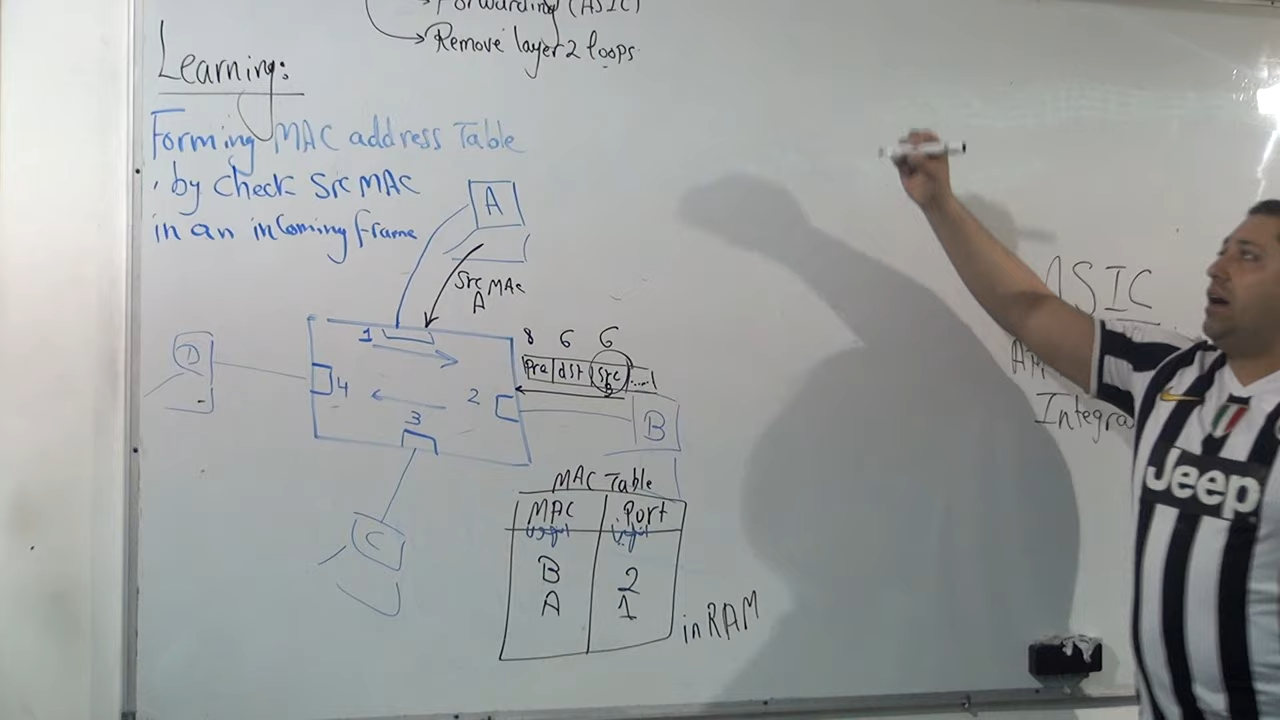 Forwarding (ASIC)
Remove layer 2 loops
Learning:
Forming MAC address Table
. by check Src MAC
in an incoming frame
A
Src MAC
A
1
8 6 6
Pre dst Src .....
B
D
4
2
3
B
C
MAC Table
MAC Port
B 2
A 1
in RAM
ASIC
Integra
Jeep